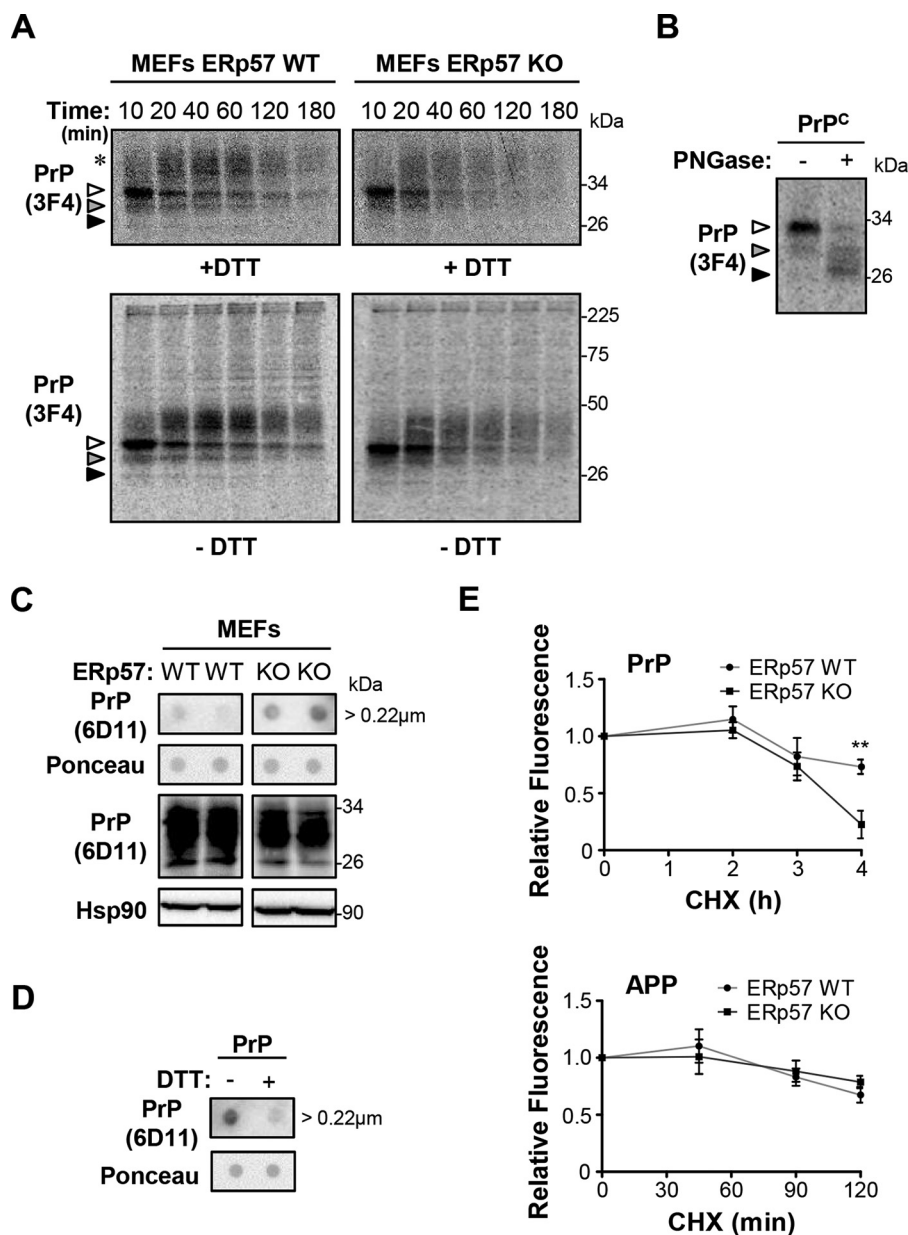 A
MEFs ERp57 WT
MEFs ERp57 KO
Time: 10 20 40 60 120 180 10 20 40 60 120 180
(min)
kDa
*
PrP
(3F4)
-34
-26
+DTT
+ DTT
PrP
(3F4)
-225
-75
-50
-26
- DTT
- DTT
B
PrPC
PNGase: - +
kDa
PrP
(3F4)
-34
-26
C
MEFs
ERp57: WT WT KO KO
kDa
PrP
(6D11)
> 0.22µm
Ponceau
PrP
(6D11)
-34
-26
Hsp90
-90
D
PrP
DTT: - +
PrP
(6D11)
> 0.22µm
Ponceau
E
PrP
ERp57 WT
ERp57 KO
Relative Fluorescence
1.5
1.0
0.5
0
**
0 1 2 3 4
CHX (h)
APP
ERp57 WT
ERp57 KO
Relative Fluorescence
1.5
1.0
0.5
0
0 30 60 90 120
CHX (min)